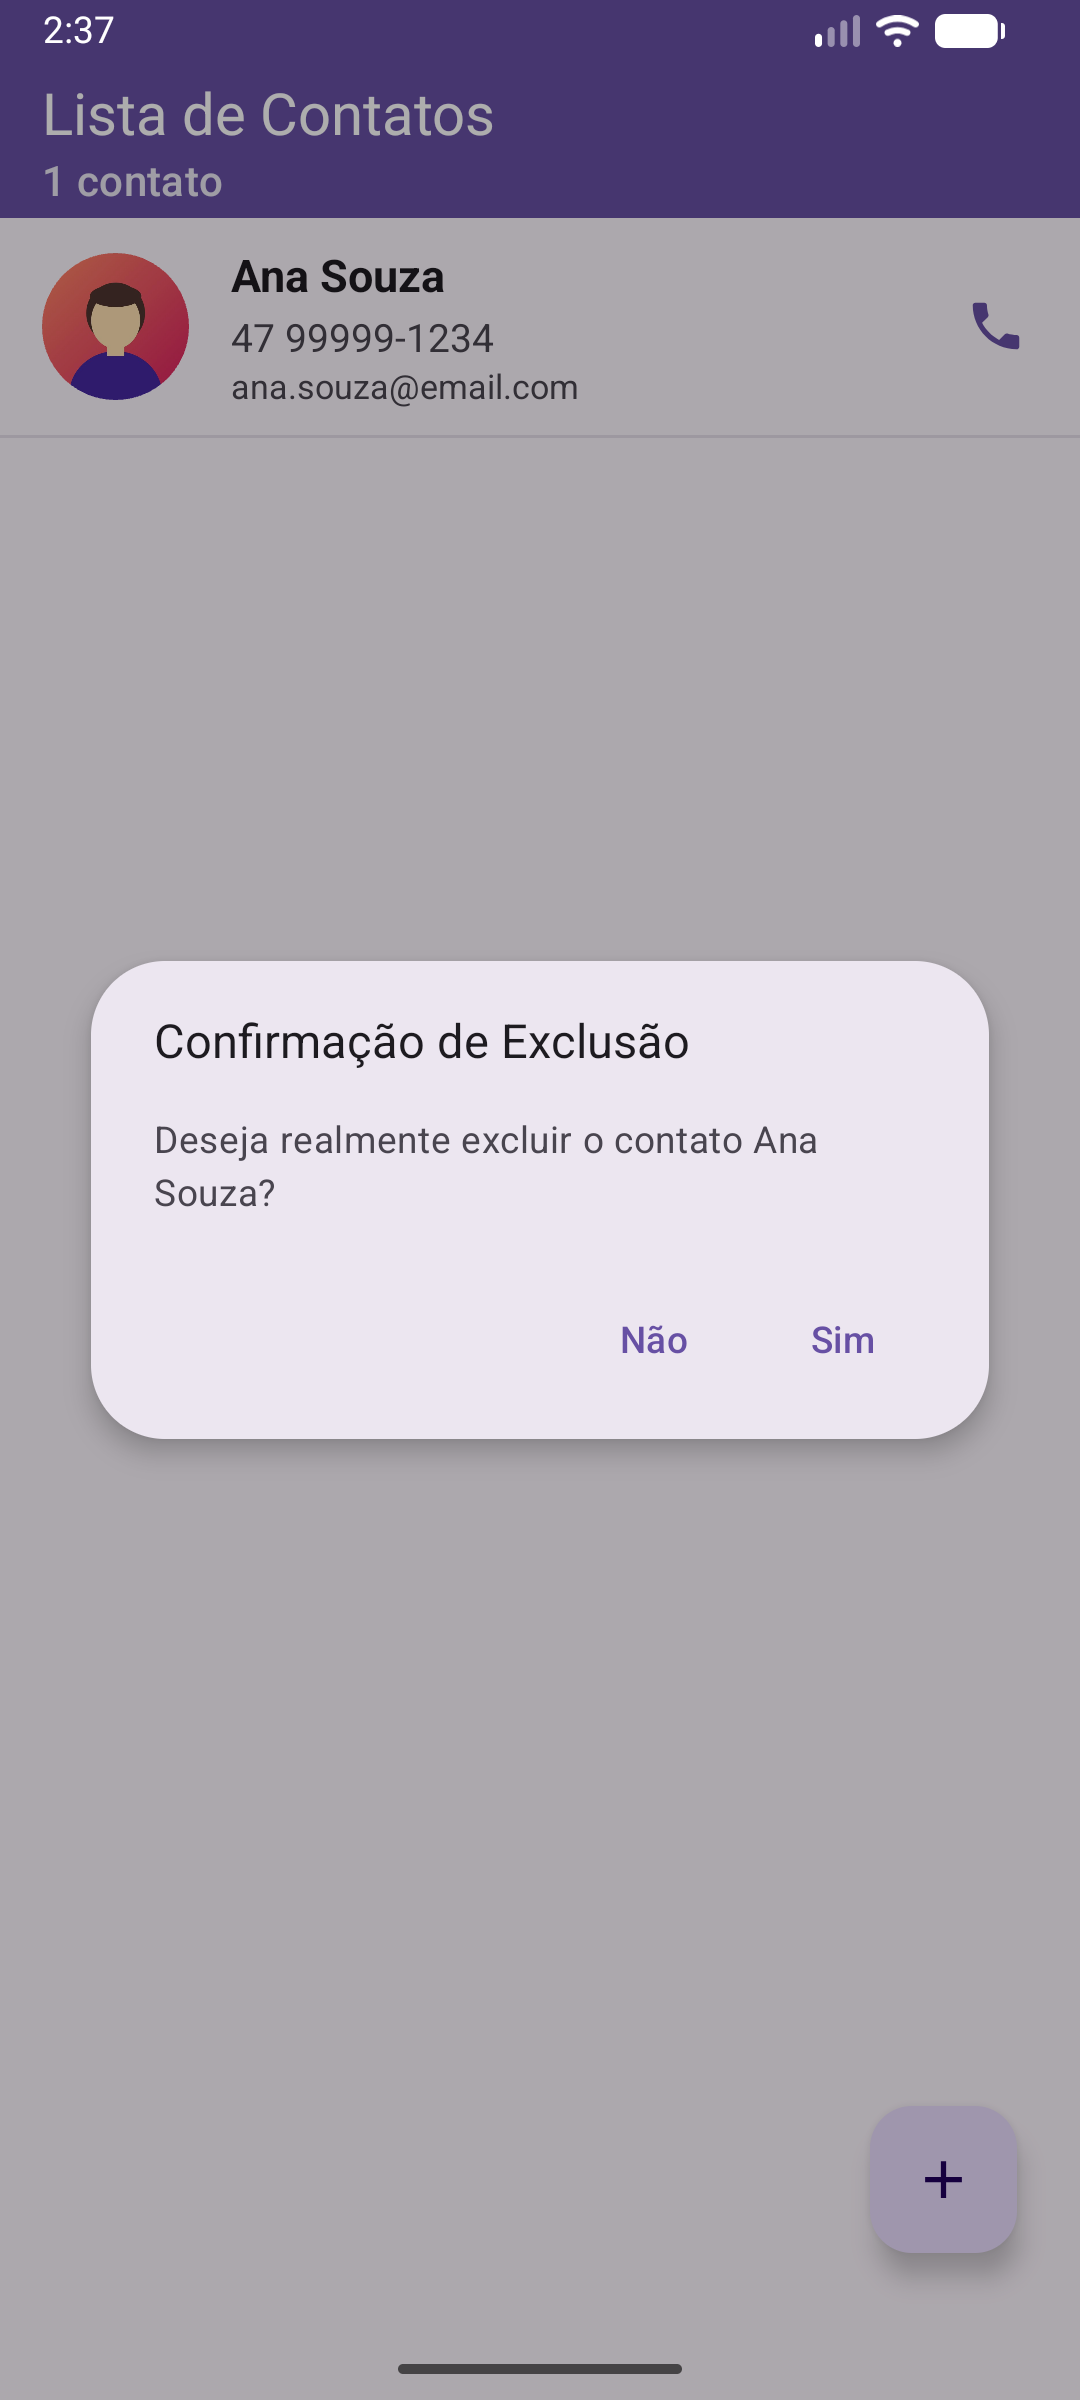 2:37
Lista de Contatos
1 contato
Ana Souza
47 99999-1234
ana.souza@email.com
Confirmação de Exclusão
Deseja realmente excluir o contato Ana
Souza?
Não Sim